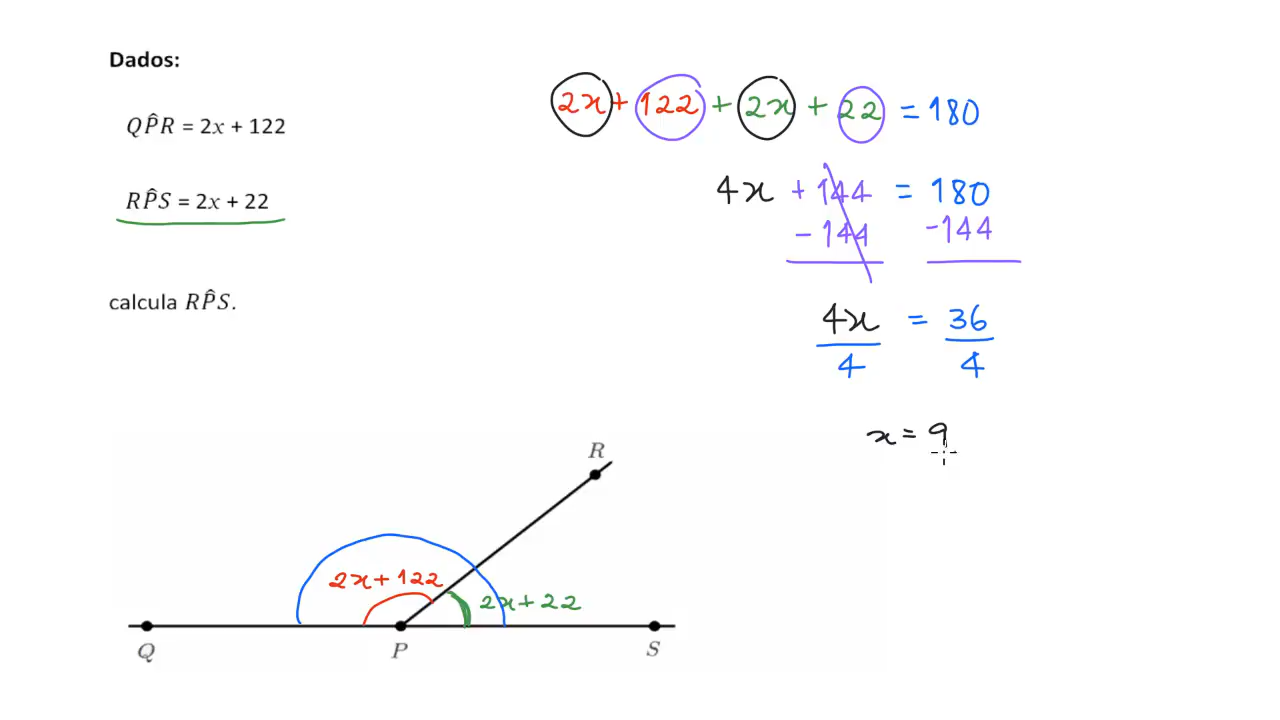 Dados:
QP̂R = 2x + 122
RP̂S = 2x + 22
calcula RP̂S.
2x + 122 + 2x + 22 = 180
4x + 144 = 180
- 144 -144
4x = 36
4 4
x = 9
R
2x + 122
2x + 22
Q P S